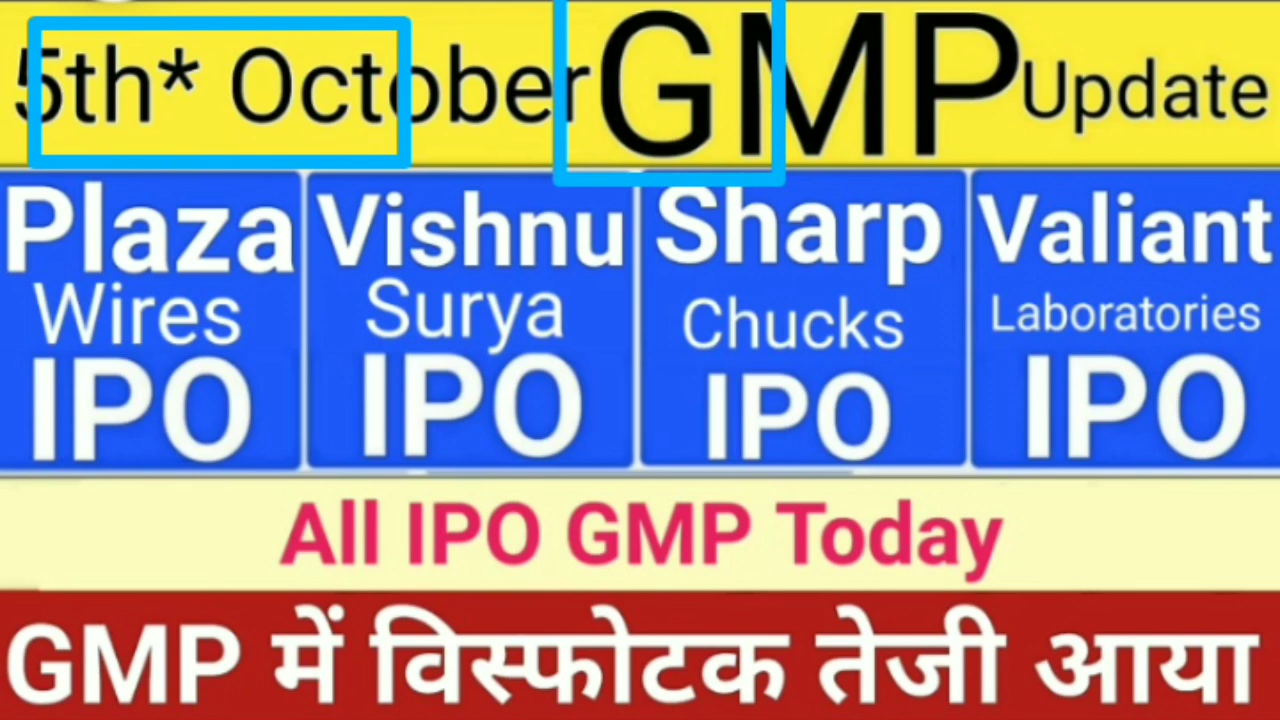 5th* October GMP Update
Plaza
Wires
IPO
Vishnu
Surya
IPO
Sharp
Chucks
IPO
Valiant
Laboratories
IPO
All IPO GMP Today
GMP में विस्फोटक तेजी आया